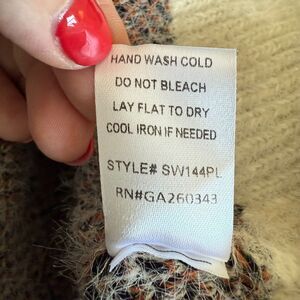 HAND WASH COLD
DO NOT BLEACH
LAY FLAT TO DRY
COOL IRON IF NEEDED
STYLE# SW144PL
RN#GA260343